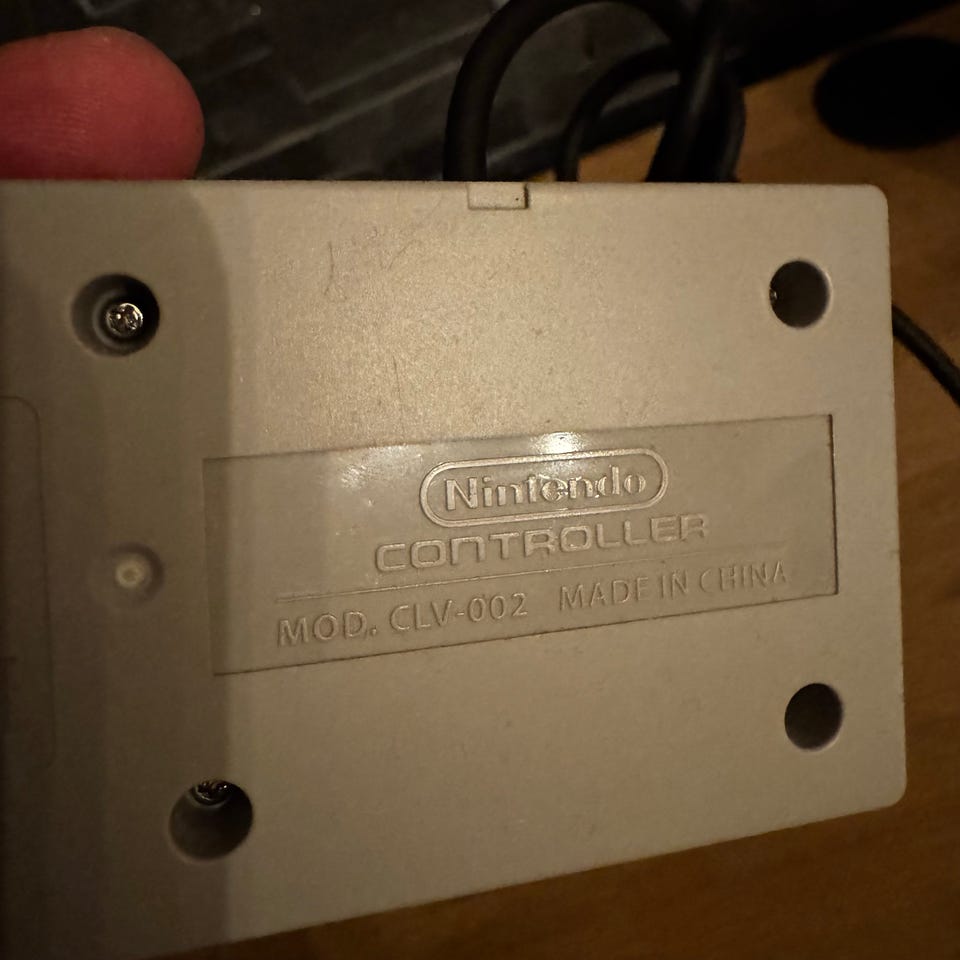 Nintendo
CONTROLLER
MOD. CLV-002 MADE IN CHINA